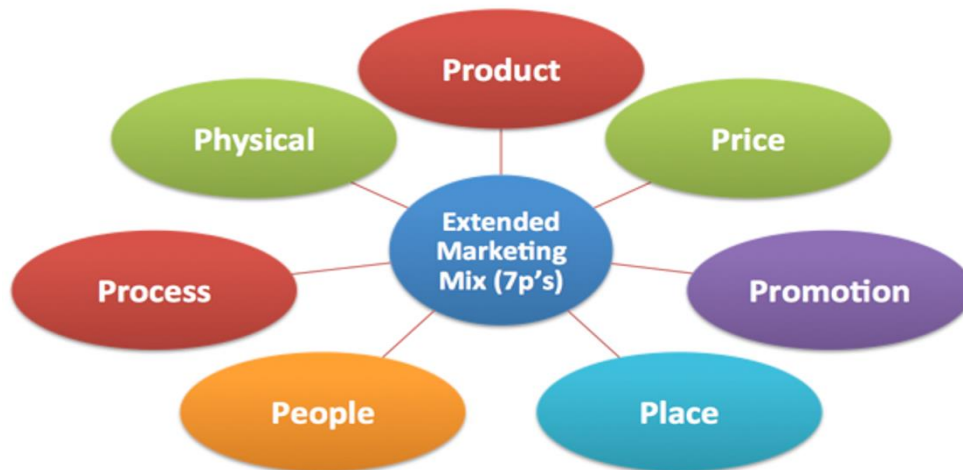 Product
Physical
Price
Extended
Marketing
Mix (7p's)
Process
Promotion
People
Place